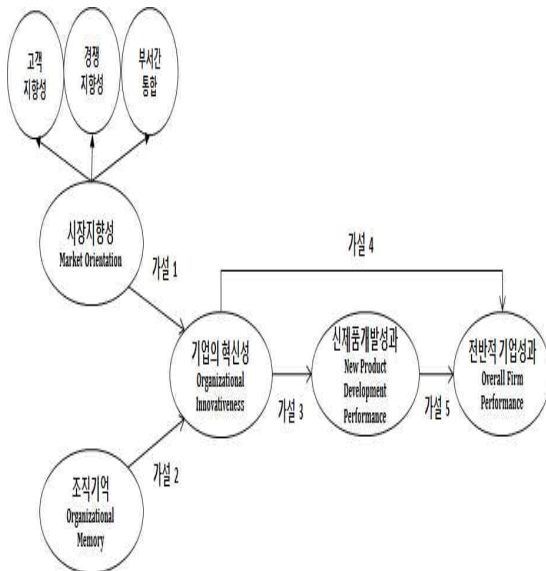 고객
지향성
경쟁
지향성
부서간
통합
시장지향성
Market Orientation
가설 1
가설 4
기업의 혁신성
Organizational
Innovativeness
가설 3
신제품개발성과
New Product
Development
Performance
가설 5
전반적 기업성과
Overall Firm
Performance
가설 2
조직기억
Organizational
Memory